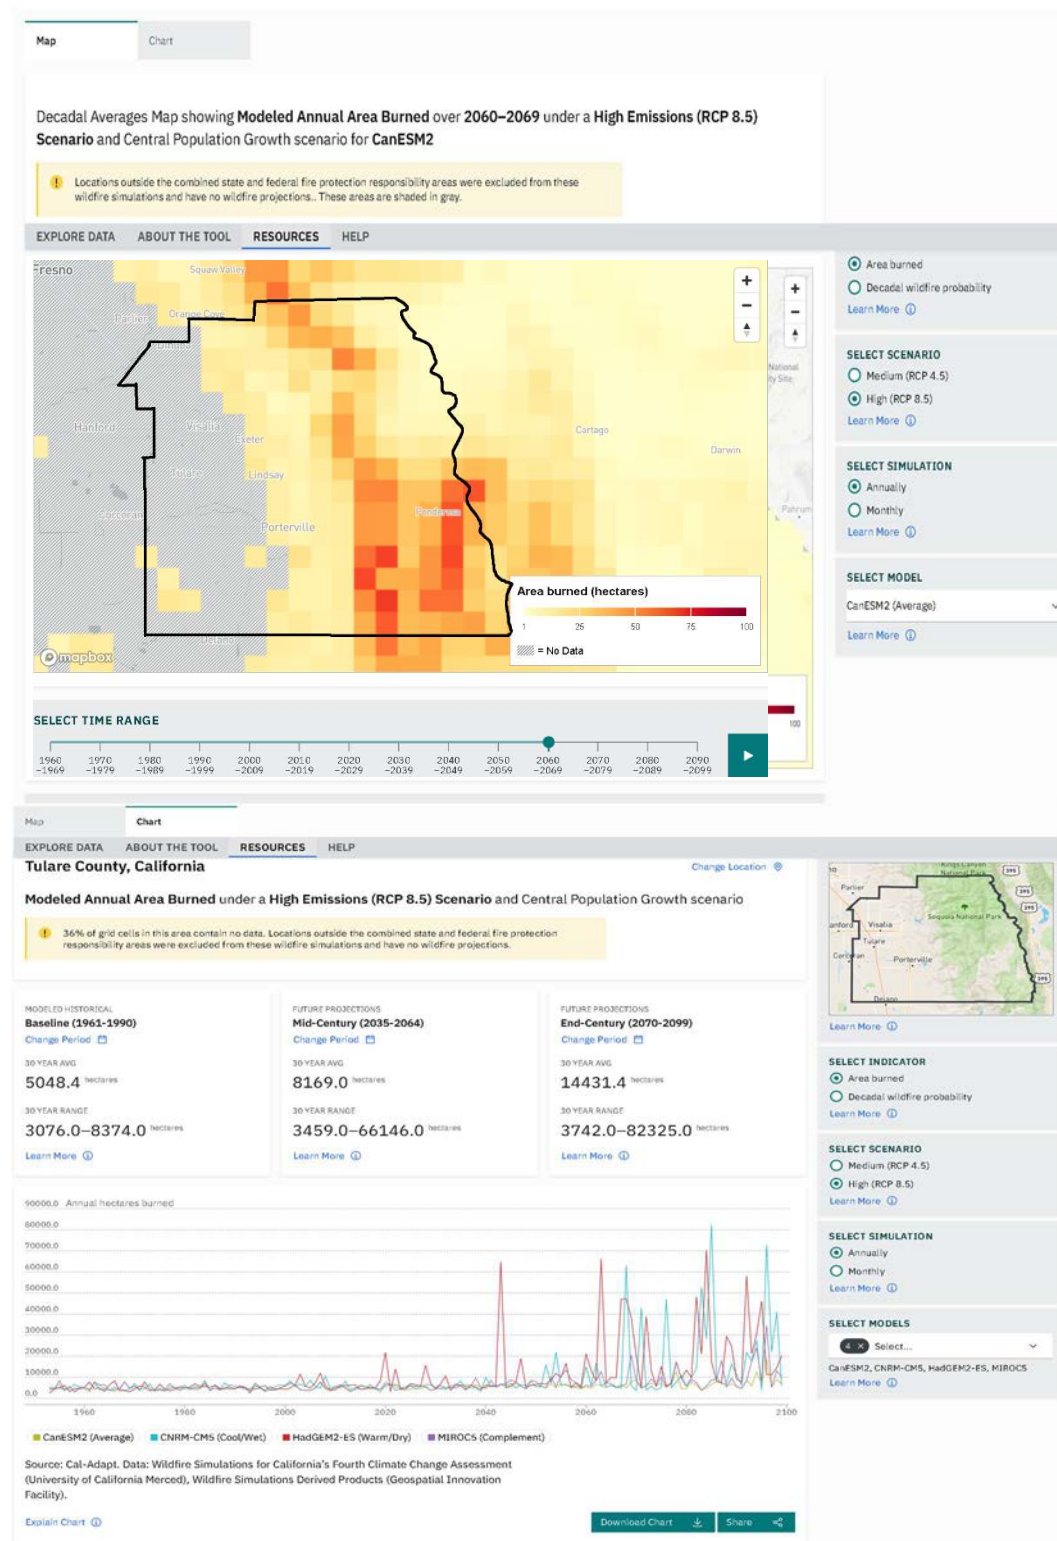 Map
Chart
Decadal Averages Map showing Modeled Annual Area Burned over 2060–2069 under a High Emissions (RCP 8.5)
Scenario and Central Population Growth scenario for CanESM2
Locations outside the combined state and federal fire protection responsibility areas were excluded from these
wildfire simulations and have no wildfire projections.. These areas are shaded in gray.
EXPLORE DATA ABOUT THE TOOL RESOURCES HELP
Fresno
Squaw Valley
Parlier
Orange Cove
Dinuba
Hanford
Visalia
Exeter
Tulare
Lindsay
Corcoran
Porterville
Ponderosa
Cartago
Darwin
Delano
National
Pahrum
mapbox
Area burned (hectares)
1 25 50 75 100
= No Data
100
Area burned
Decadal wildfire probability
Learn More
SELECT SCENARIO
Medium (RCP 4.5)
High (RCP 8.5)
Learn More
SELECT SIMULATION
Annually
Monthly
Learn More
SELECT MODEL
CanESM2 (Average)
Learn More
SELECT TIME RANGE
1960 1970 1980 1990 2000 2010 2020 2030 2040 2050 2060 2070 2080 2090
–1969 –1979 –1989 –1999 –2009 –2019 –2029 –2039 –2049 –2059 –2069 –2079 –2089 –2099
Map
Chart
EXPLORE DATA ABOUT THE TOOL RESOURCES HELP
Tulare County, California
Change Location
Modeled Annual Area Burned under a High Emissions (RCP 8.5) Scenario and Central Population Growth scenario
36% of grid cells in this area contain no data. Locations outside the combined state and federal fire protection
responsibility areas were excluded from these wildfire simulations and have no wildfire projections.
MODELED HISTORICAL
Baseline (1961-1990)
Change Period
30 YEAR AVG
5048.4 hectares
30 YEAR RANGE
3076.0–8374.0 hectares
Learn More
FUTURE PROJECTIONS
Mid-Century (2035-2064)
Change Period
30 YEAR AVG
8169.0 hectares
30 YEAR RANGE
3459.0–66146.0 hectares
Learn More
FUTURE PROJECTIONS
End-Century (2070-2099)
Change Period
30 YEAR AVG
14431.4 hectares
30 YEAR RANGE
3742.0–82325.0 hectares
Learn More
90000.0 Annual hectares burned
80000.0
70000.0
60000.0
50000.0
40000.0
30000.0
20000.0
10000.0
0.0
1960 1980 2000 2020 2040 2060 2080 2100
CanESM2 (Average) CNRM-CM5 (Cool/Wet) HadGEM2-ES (Warm/Dry) MIROC5 (Complement)
Source: Cal-Adapt. Data: Wildfire Simulations for California's Fourth Climate Change Assessment
(University of California Merced), Wildfire Simulations Derived Products (Geospatial Innovation
Facility).
Explain Chart
Download Chart
Share
Kings Canyon
National Park
395
Parlier
395
395
Visalia
Sequoia National Park
Tulare
Corcoran
Porterville
395
Delano
Learn More
SELECT INDICATOR
Area burned
Decadal wildfire probability
Learn More
SELECT SCENARIO
Medium (RCP 4.5)
High (RCP 8.5)
Learn More
SELECT SIMULATION
Annually
Monthly
Learn More
SELECT MODELS
4 × Select...
CanESM2, CNRM-CM5, HadGEM2-ES, MIROC5
Learn More